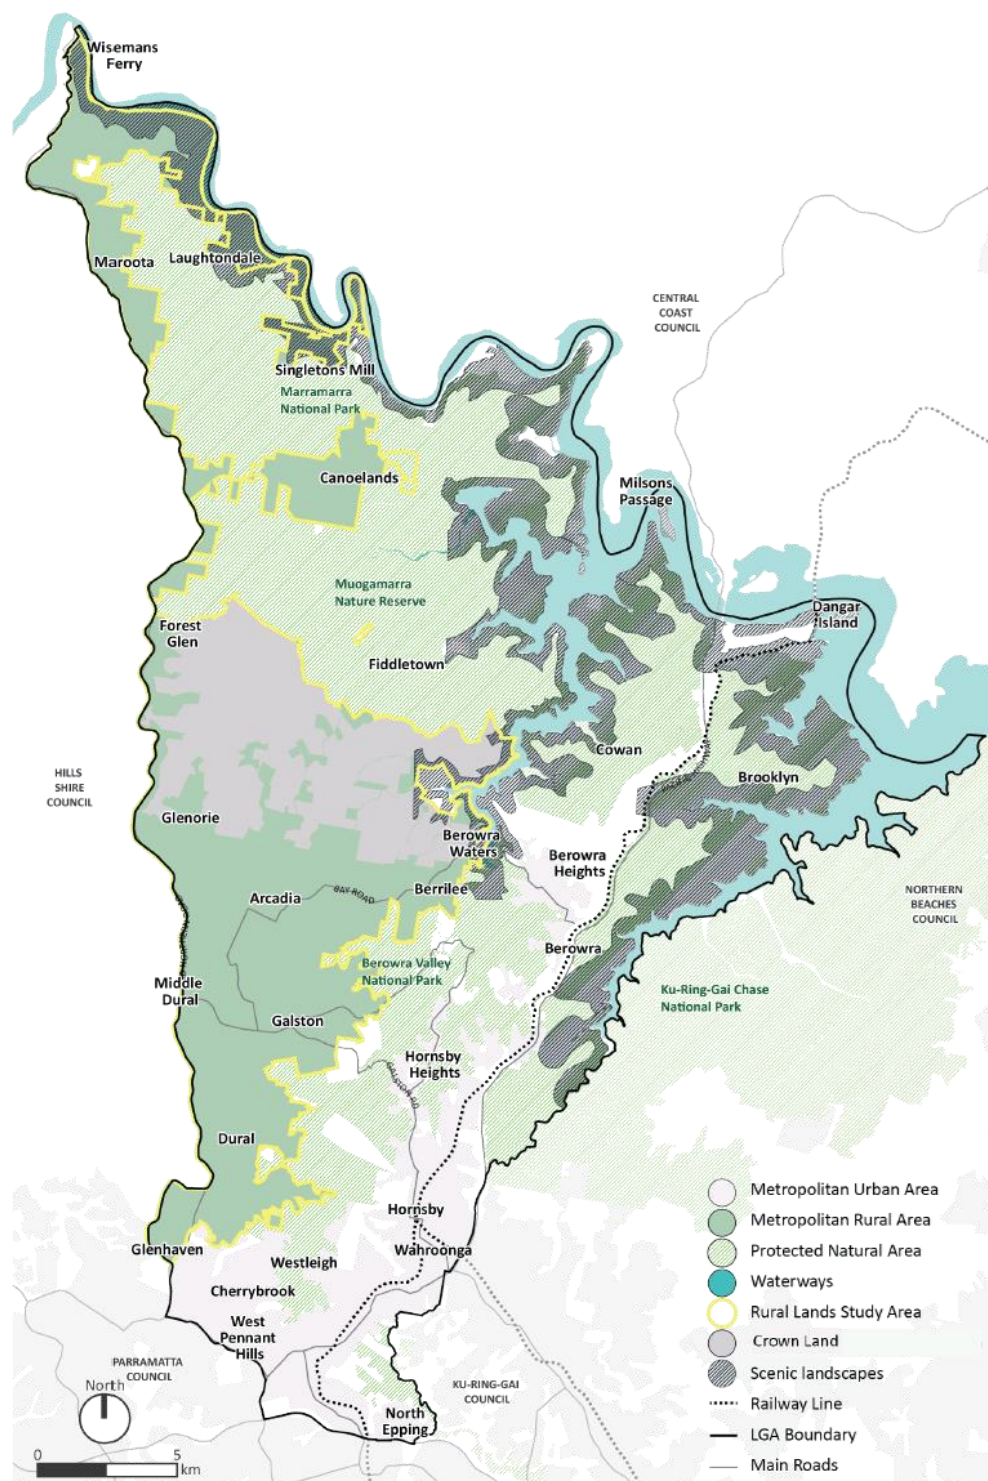 Wisemans
Ferry
Maroota
Laughtondale
CENTRAL
COAST
COUNCIL
Singletons Mill
Marramarra
National Park
Canoelands
Milsons
Passage
Muogamarra
Nature Reserve
Dangar
Island
Forest
Glen
Fiddletown
Cowan
Brooklyn
HILLS
SHIRE
COUNCIL
Glenorie
Berowra
Waters
Berowra
Heights
Arcadia
BAY ROAD
Berrilee
NORTHERN
BEACHES
COUNCIL
Berowra
Berowra Valley
National Park
Middle
Dural
Ku-Ring-Gai Chase
National Park
Galston
Hornsby
Heights
GALSTON RD
Dural
Hornsby
Glenhaven
Wahroonga
Westleigh
Cherrybrook
West
Pennant
Hills
PARRAMATTA
COUNCIL
KU-RING-GAI
COUNCIL
North
Epping
North
0 5
km
Metropolitan Urban Area
Metropolitan Rural Area
Protected Natural Area
Waterways
Rural Lands Study Area
Crown Land
Scenic landscapes
Railway Line
LGA Boundary
Main Roads